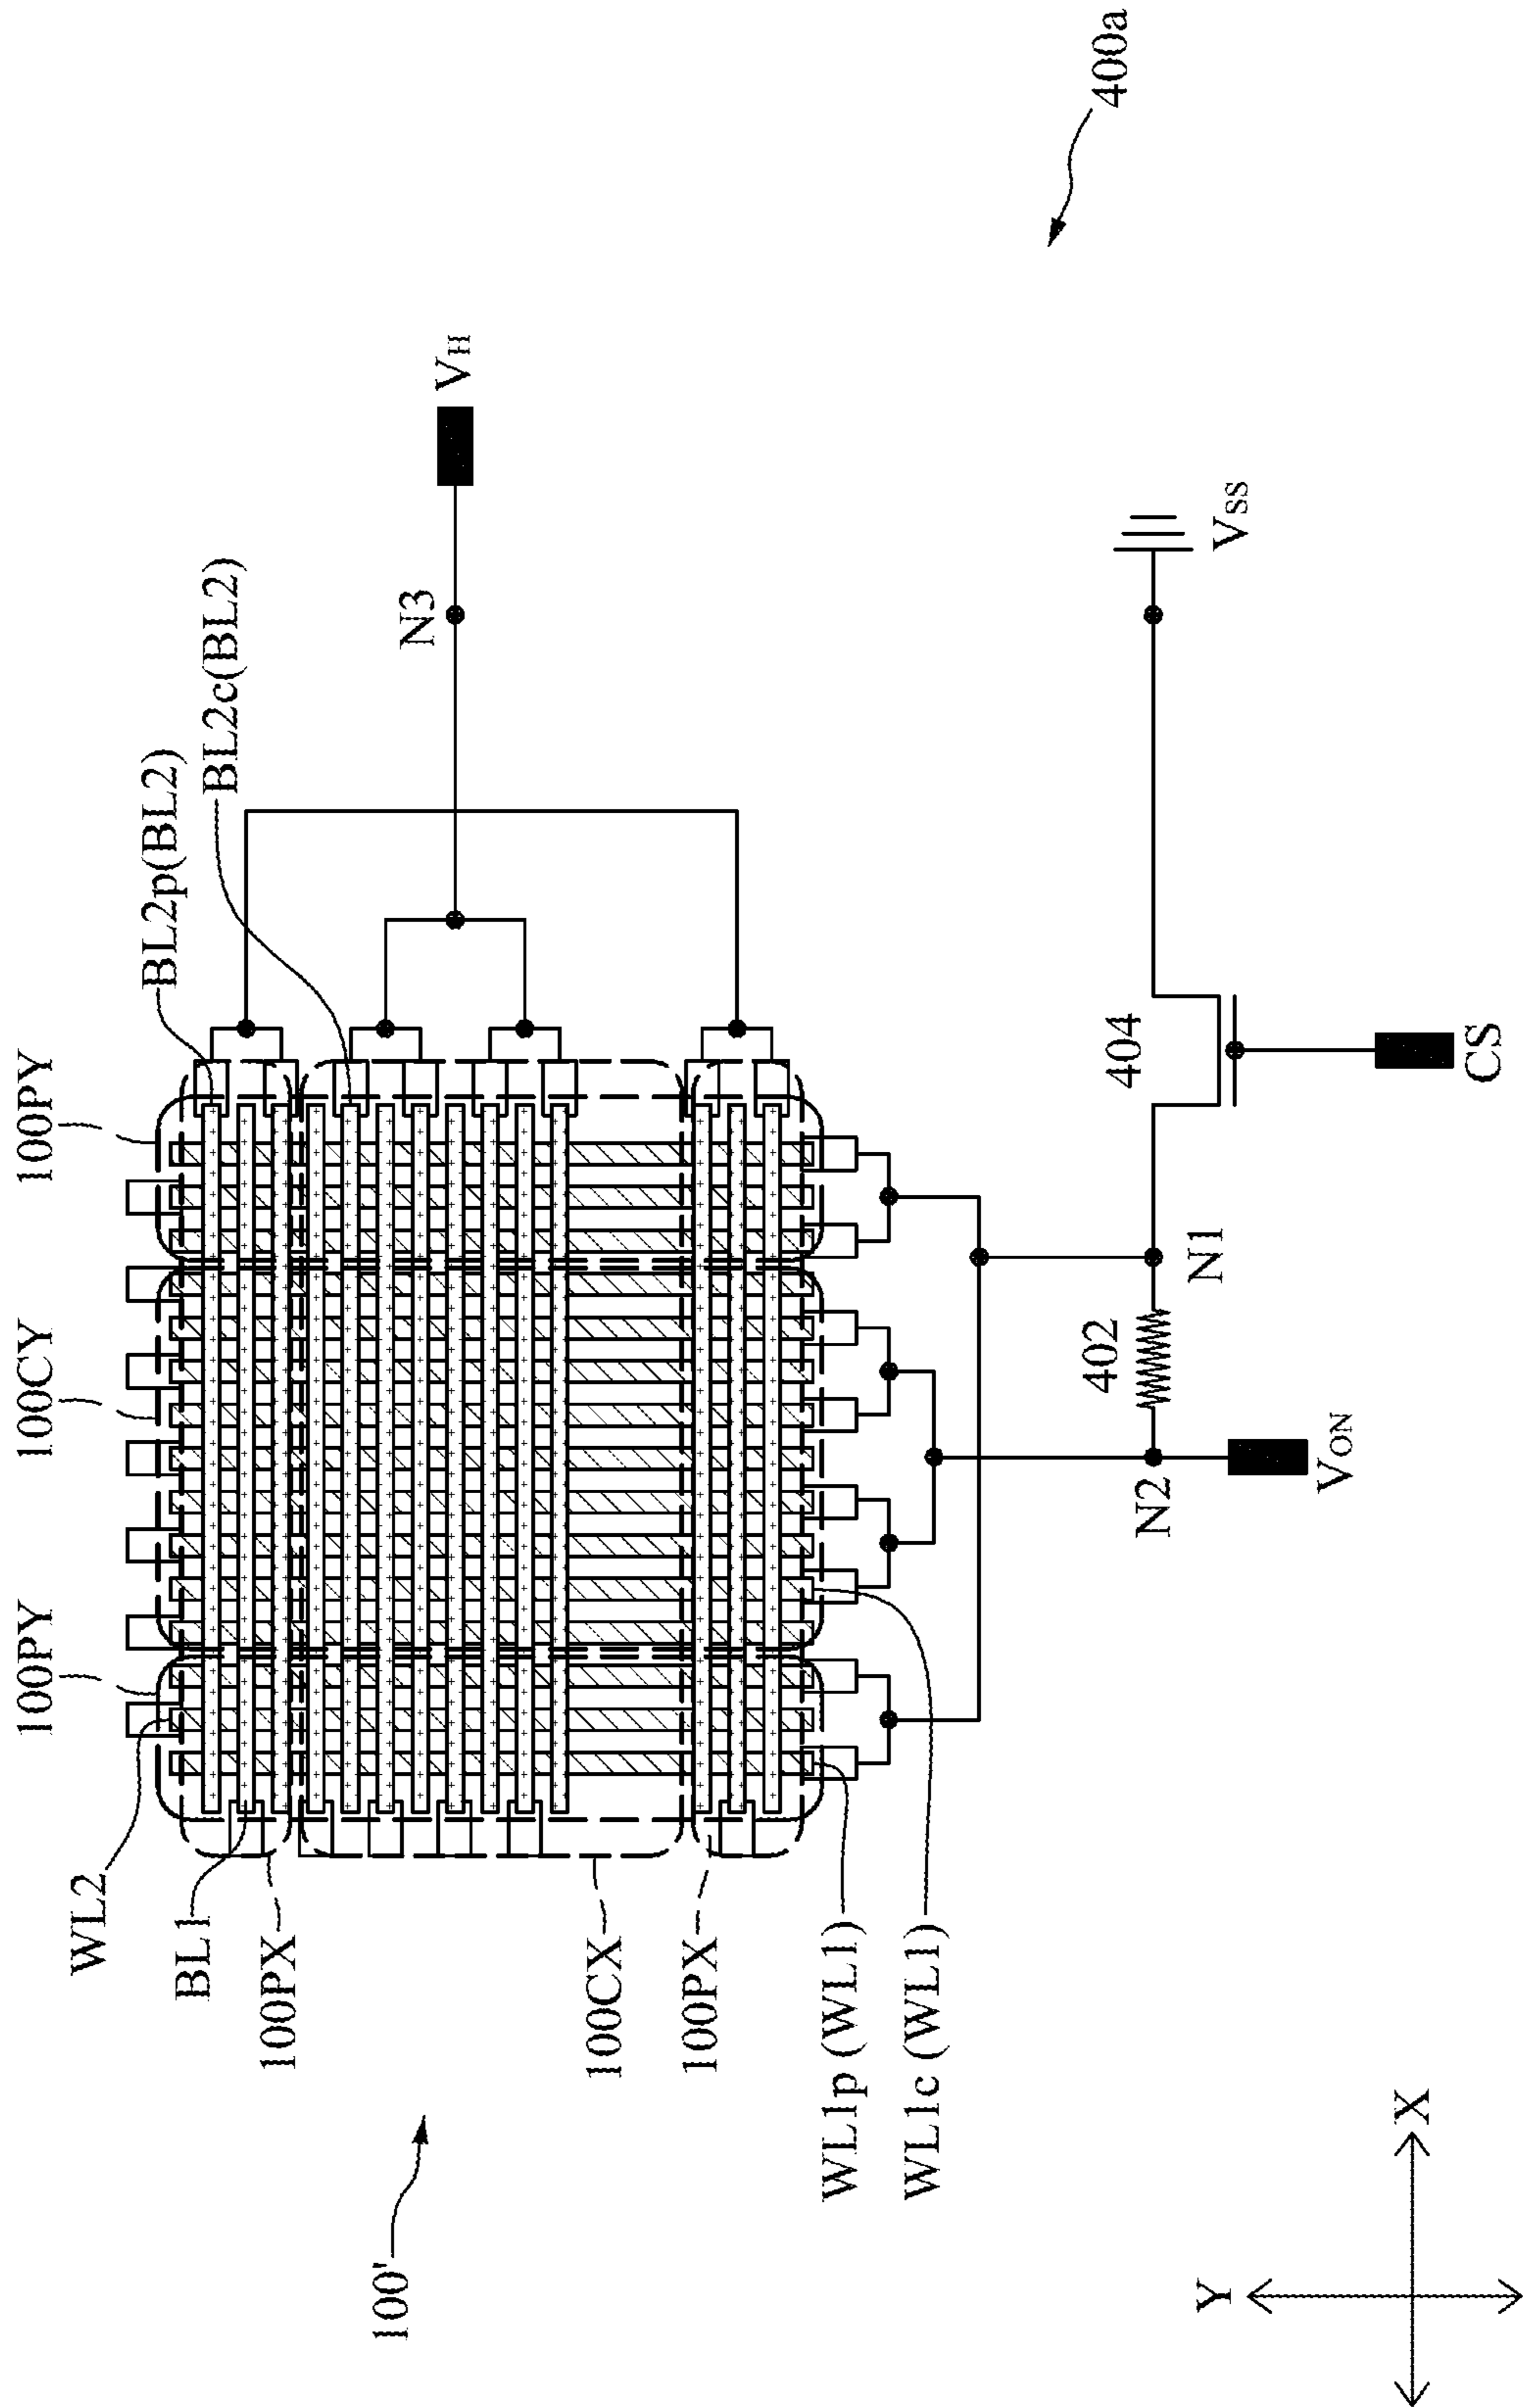 400a
VH
N3
BL2p(BL2)
BL2c(BL2)
VSS
100PY
100CY
100PY
404
CS
N1
402
N2
VON
WL2
BL1
100PX
100CX
100PX
WL1p (WL1)
WL1c (WL1)
100'
Y
X